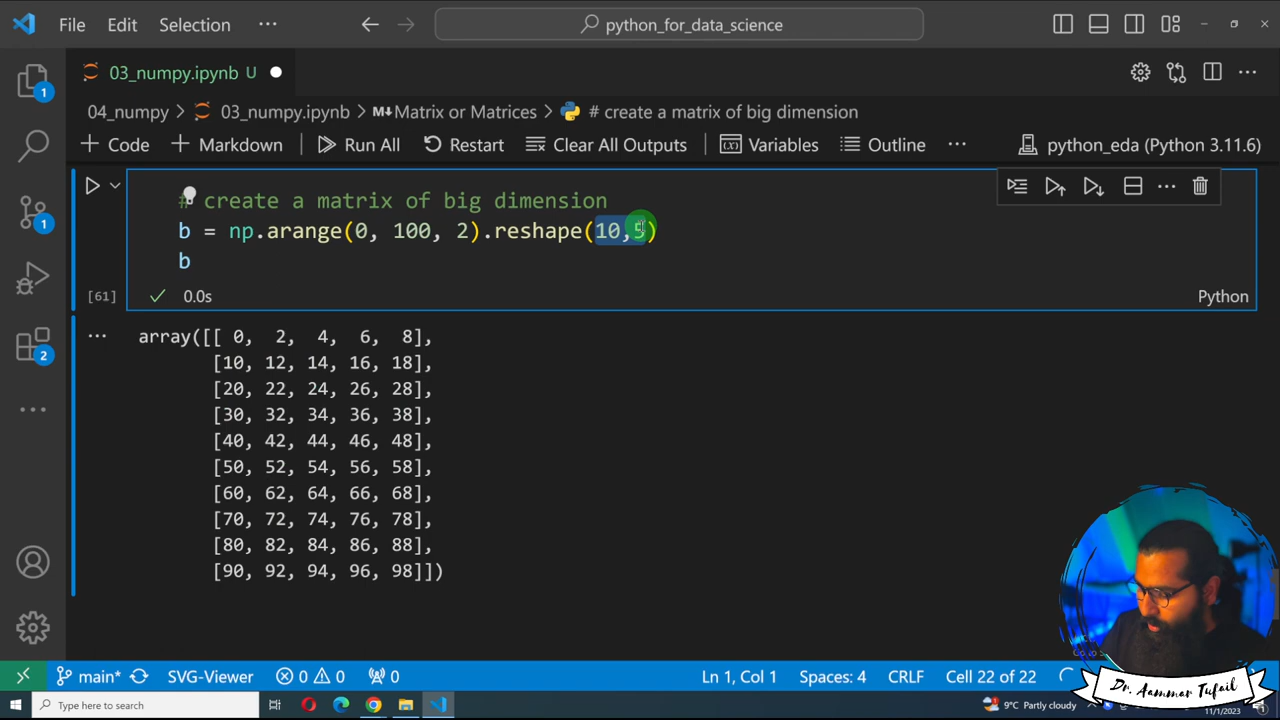 File Edit Selection ··· python_for_data_science
03_numpy.ipynb U
04_numpy > 03_numpy.ipynb > Matrix or Matrices > # create a matrix of big dimension
+ Code + Markdown Run All Restart Clear All Outputs Variables Outline ··· python_eda (Python 3.11.6)
# create a matrix of big dimension
b = np.arange(0, 100, 2).reshape(10,5)
b
[61] 0.0s Python
array([[ 0, 2, 4, 6, 8],
[10, 12, 14, 16, 18],
[20, 22, 24, 26, 28],
[30, 32, 34, 36, 38],
[40, 42, 44, 46, 48],
[50, 52, 54, 56, 58],
[60, 62, 64, 66, 68],
[70, 72, 74, 76, 78],
[80, 82, 84, 86, 88],
[90, 92, 94, 96, 98]])
1
1
2
main* SVG-Viewer 0 0 0 Ln 1, Col 1 Spaces: 4 CRLF Cell 22 of 22
Dr. Aammar Tufail
Type here to search 9°C Partly cloudy 11/1/2023